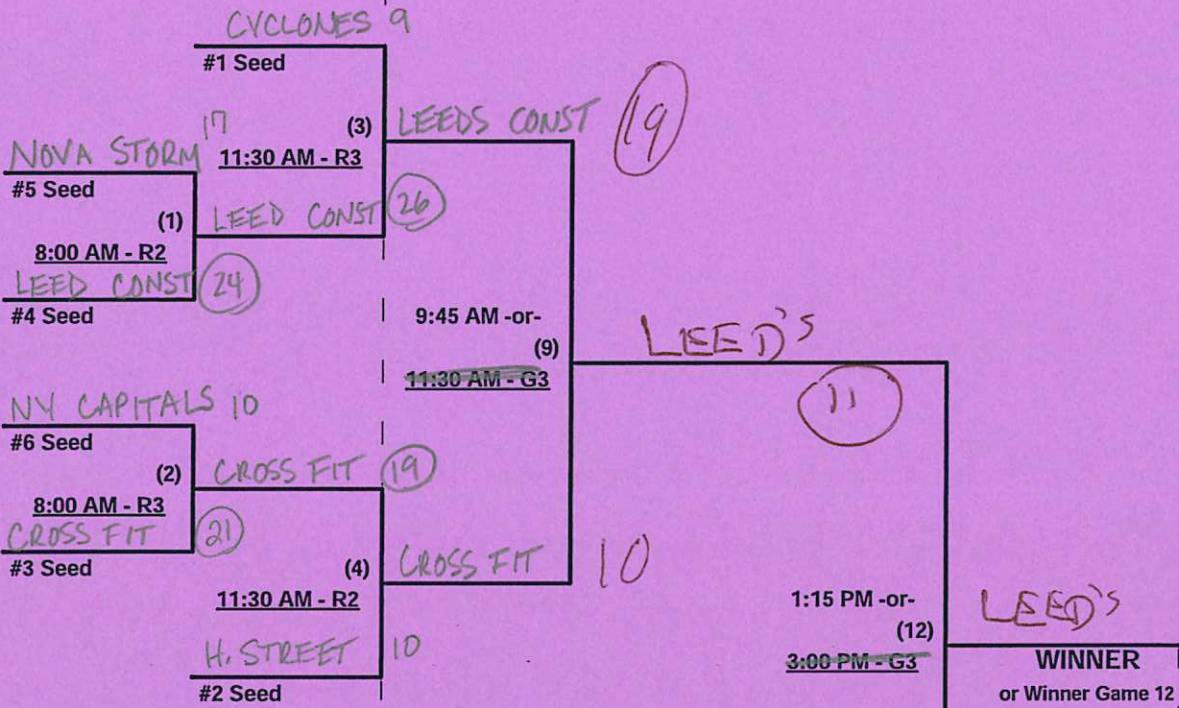 CYCLONES 9
#1 Seed
17
(3)
LEEDS CONST
19
NOVA STORM
11:30 AM - R3
#5 Seed
(1)
LEED CONST 26
8:00 AM - R2
LEED CONST 24
#4 Seed
9:45 AM -or-
(9)
LEED'S
11:30 AM - G3
11
NY CAPITALS 10
#6 Seed
(2)
CROSS FIT 19
8:00 AM - R3
CROSS FIT 21
#3 Seed
(4)
CROSS FIT 10
11:30 AM - R2
1:15 PM -or-
(12)
LEED'S
H. STREET 10
3:00 PM - G3
WINNER
#2 Seed
or Winner Game 12